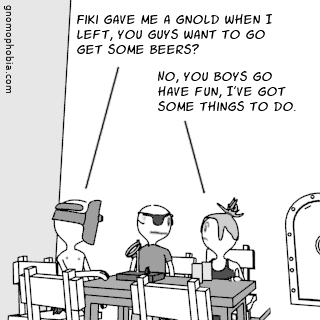 gnomophobia.com
FIKI GAVE ME A GNOLD WHEN I
LEFT, YOU GUYS WANT TO GO
GET SOME BEERS?
NO, YOU BOYS GO
HAVE FUN, I'VE GOT
SOME THINGS TO DO.